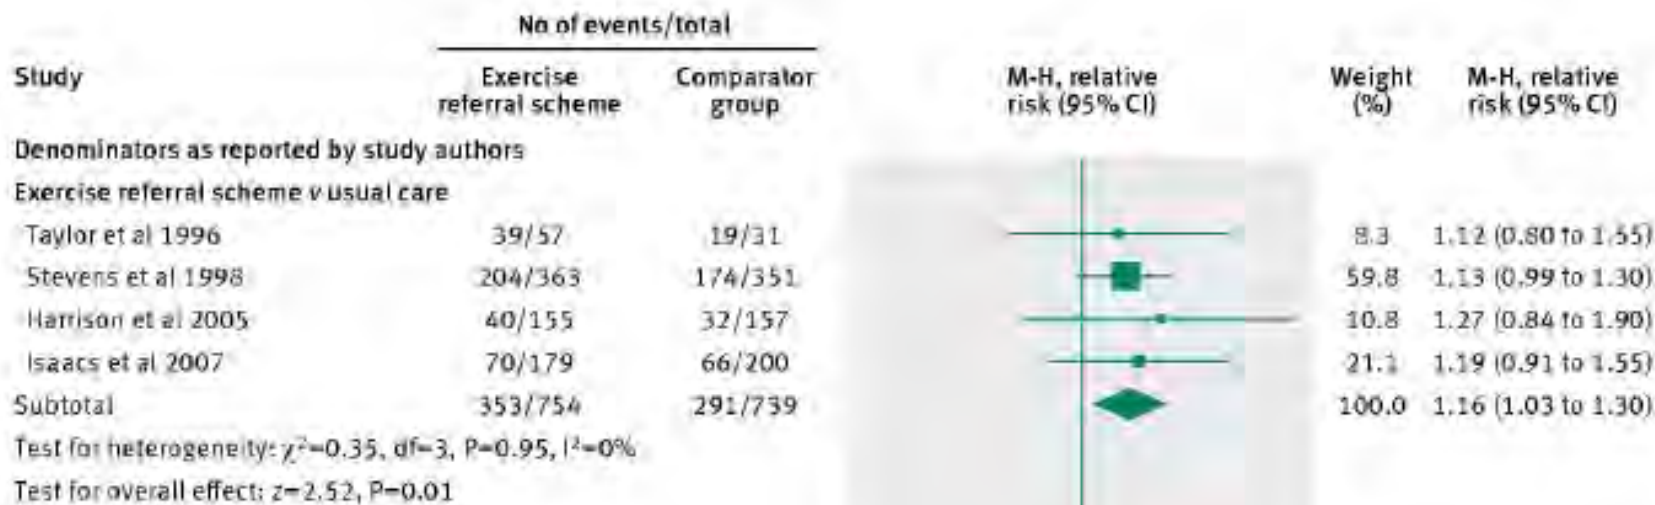 No of events/total
Study Exercise referral scheme Comparator group M-H, relative risk (95% CI) Weight (%) M-H, relative risk (95% CI)
Denominators as reported by study authors
Exercise referral scheme v usual care
Taylor et al 1996 39/57 19/31 8.3 1.12 (0.80 to 1.55)
Stevens et al 1998 204/363 174/351 59.8 1.13 (0.99 to 1.30)
Harrison et al 2005 40/155 32/157 10.8 1.27 (0.84 to 1.90)
Isaacs et al 2007 70/179 66/200 21.1 1.19 (0.91 to 1.55)
Subtotal 353/754 291/739 100.0 1.16 (1.03 to 1.30)
Test for heterogeneity: χ²=0.35, df=3, P=0.95, I²=0%
Test for overall effect: z=2.52, P=0.01